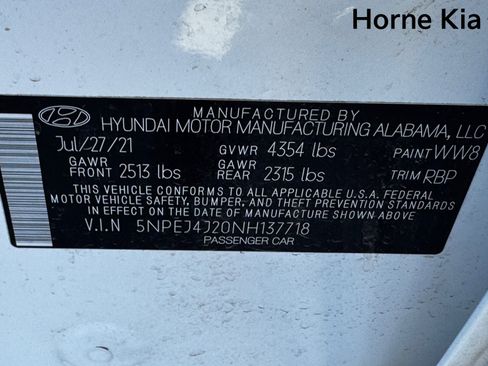 Horne Kia
MANUFACTURED BY
HYUNDAI MOTOR MANUFACTURING ALABAMA, LLC
Jul/27/21 GVWR 4354 lbs PAINT WW8
GAWR FRONT 2513 lbs GAWR REAR 2315 lbs TRIM RBP
THIS VEHICLE CONFORMS TO ALL APPLICABLE U.S.A. FEDERAL
MOTOR VEHICLE SAFETY, BUMPER, AND THEFT PREVENTION
STANDARDS IN EFFECT ON THE DATE OF MANUFACTURE SHOWN ABOVE
V.I.N 5NPEJ4J20NH137718
PASSENGER CAR